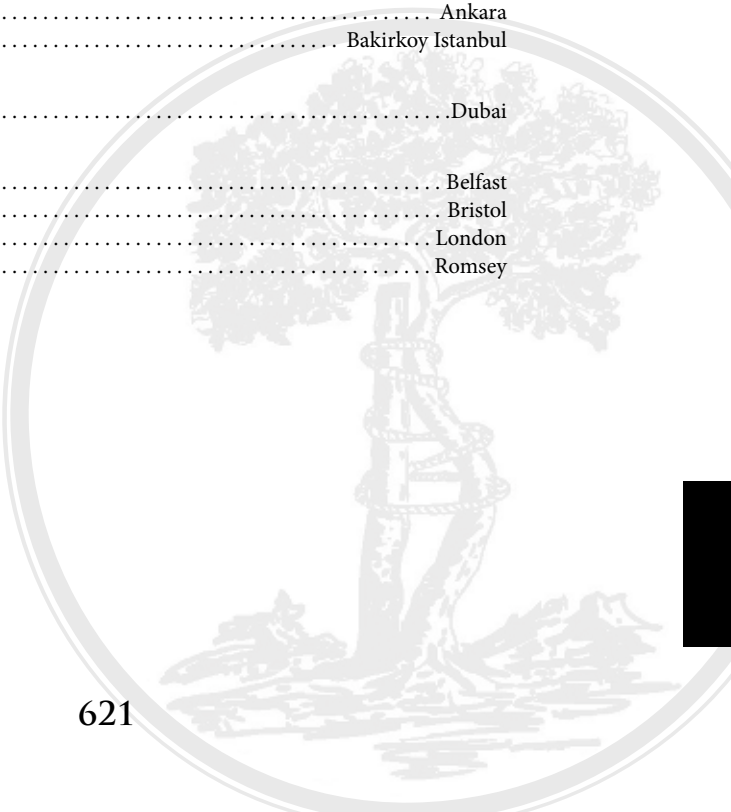 ........................................ Ankara
............................... Bakirkoy Istanbul
..........................................Dubai
......................................... Belfast
......................................... Bristol
........................................ London
........................................ Romsey
621